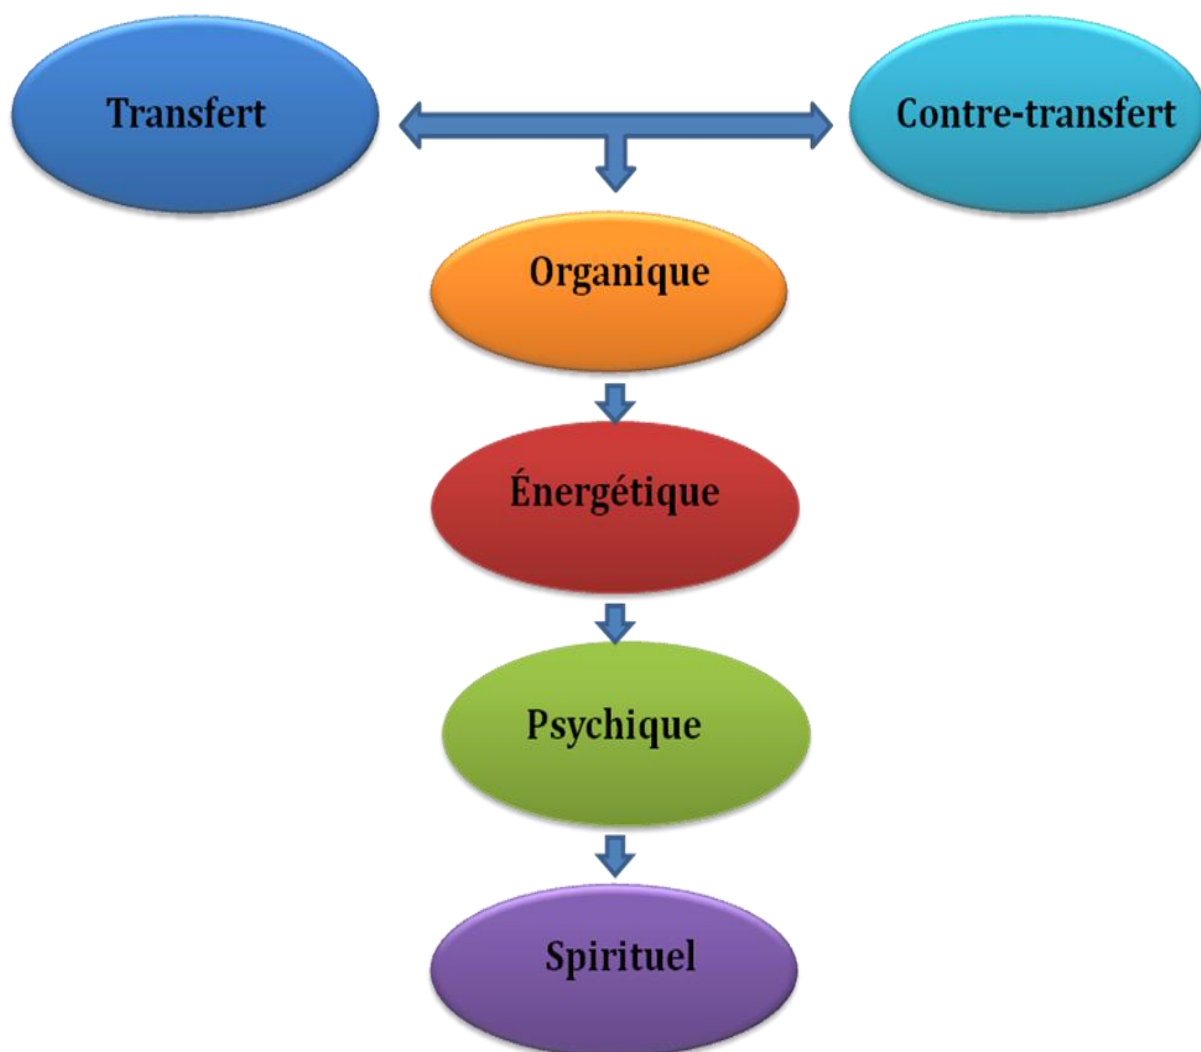 Transfert
Contre-transfert
Organique
Énergétique
Psychique
Spirituel